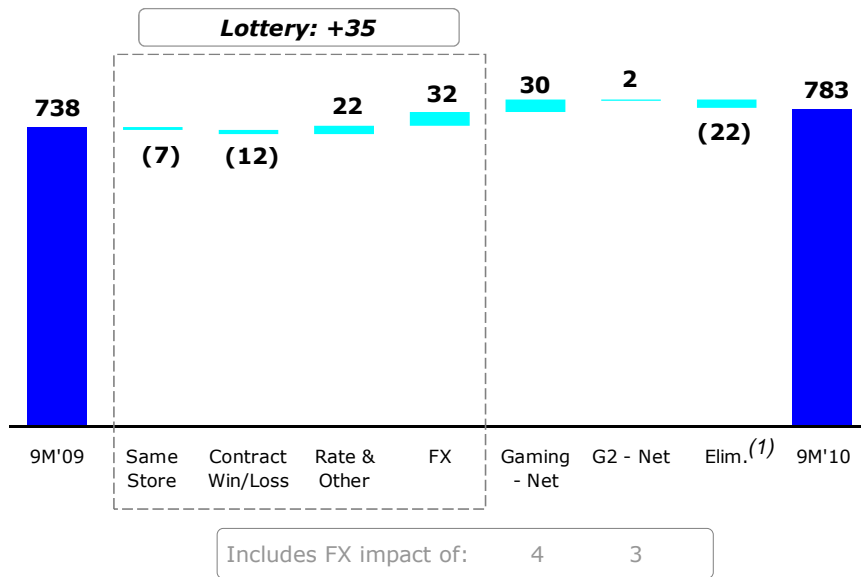 Lottery: +35
738
(7)
(12)
22
32
30
2
(22)
783
9M'09
Same
Store
Contract
Win/Loss
Rate &
Other
FX
Gaming
- Net
G2 - Net
Elim.(1)
9M'10
Includes FX impact of: 4 3